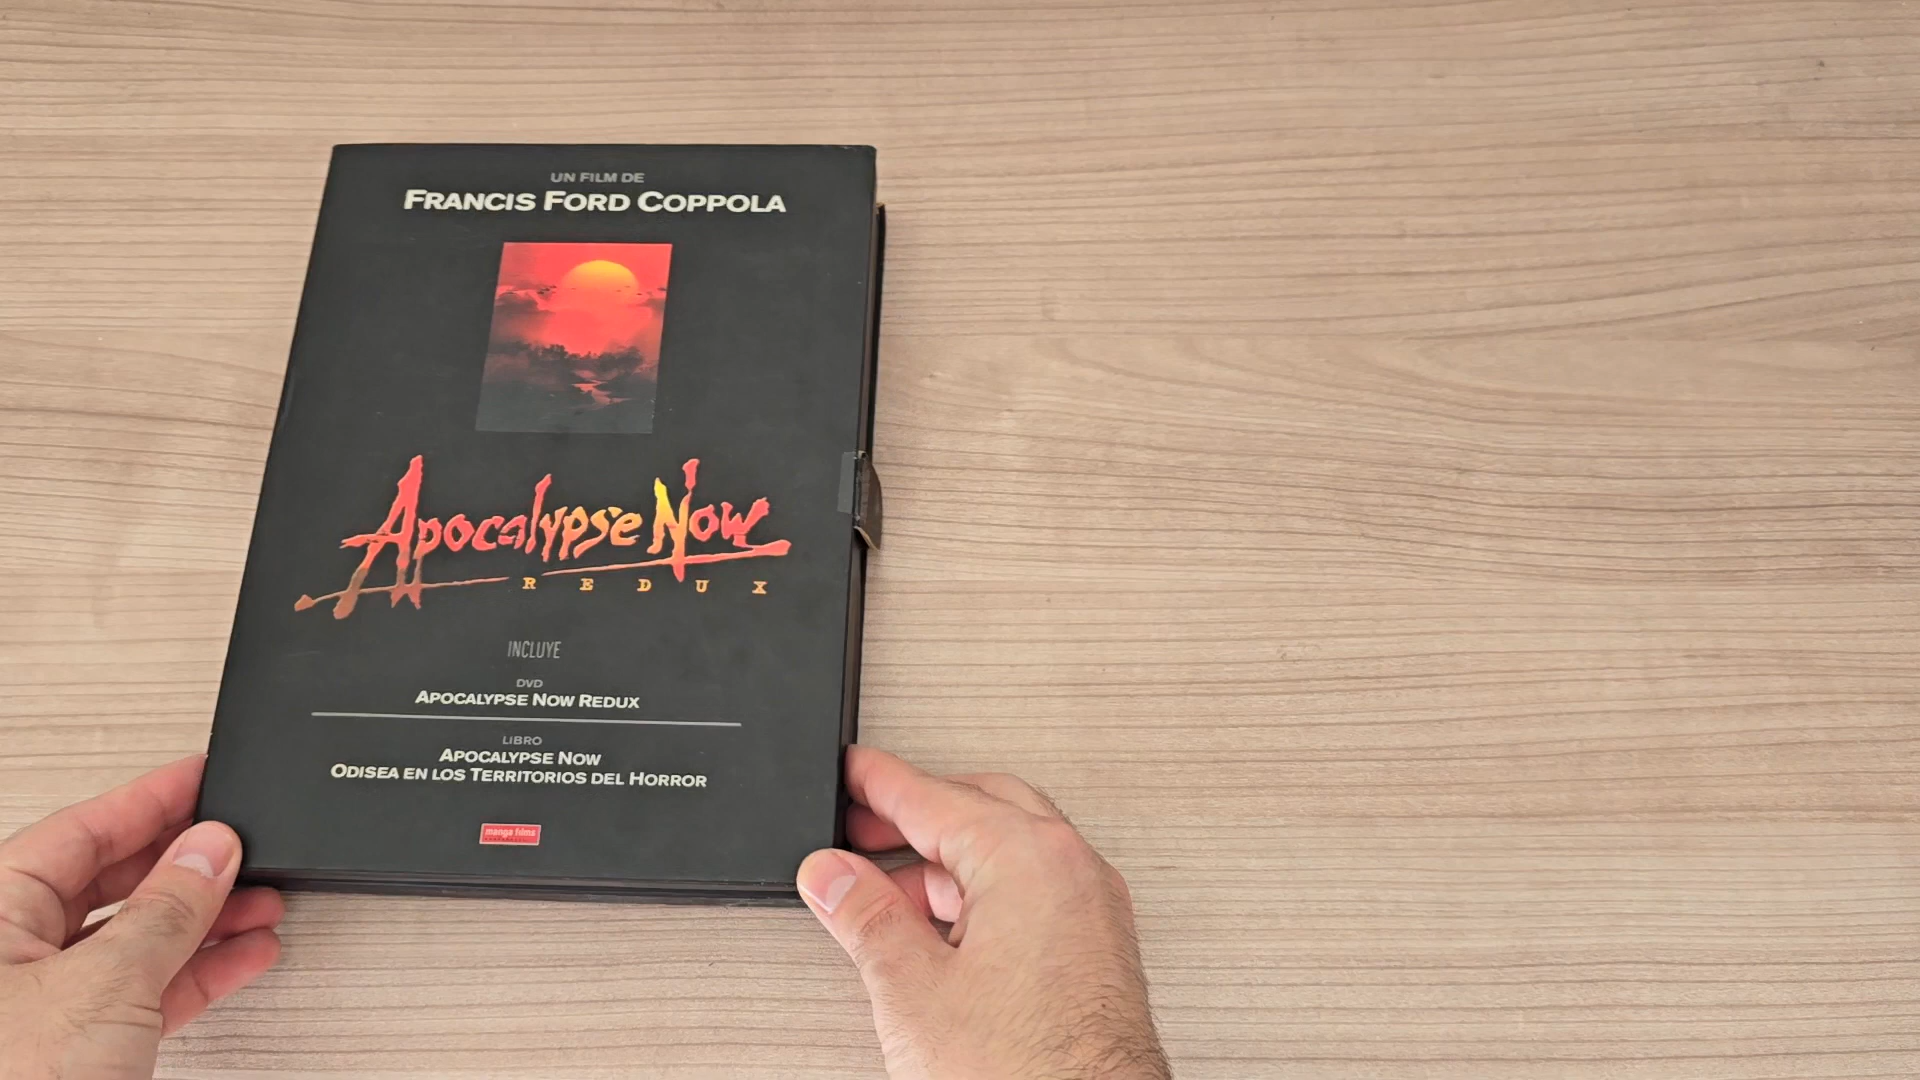 UN FILM DE
FRANCIS FORD COPPOLA
APOCALYPSE NOW
REDUX
INCLUYE
DVD
APOCALYPSE NOW REDUX
LIBRO
APOCALYPSE NOW
ODISEA EN LOS TERRITORIOS DEL HORROR
manga films